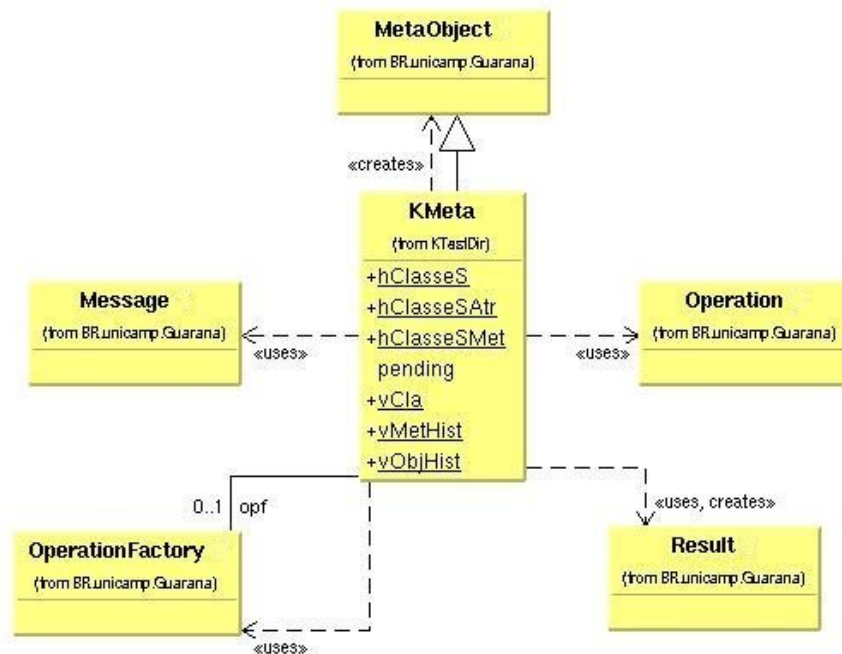 MetaObject
(from BR.unicamp.Guarana)
«creates»
KMeta
(from KTestDir)
+hClasseS
+hClasseSAtr
+hClasseSMet
pending
+vCla
+vMetHist
+vObjHist
Message
(from BR.unicamp.Guarana)
«uses»
Operation
(from BR.unicamp.Guarana)
«uses»
0..1 opf
OperationFactory
(from BR.unicamp.Guarana)
«uses»
«uses, creates»
Result
(from BR.unicamp.Guarana)